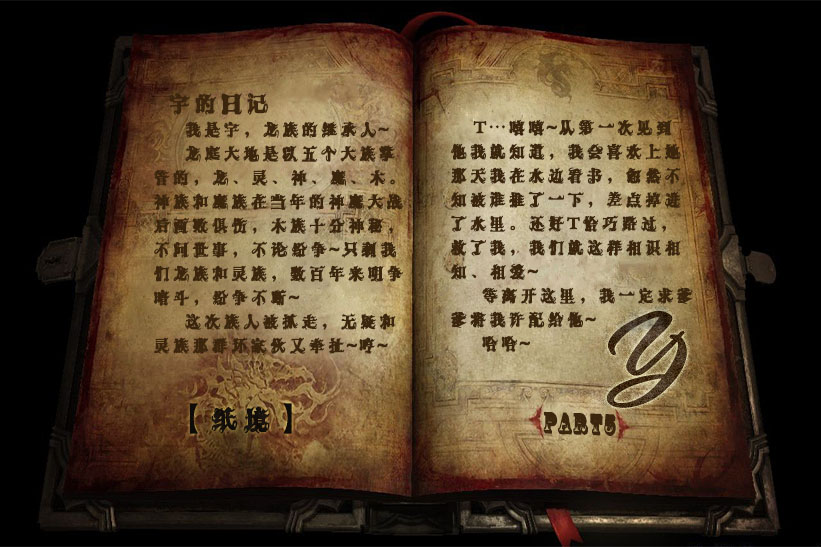 字的日记
我是字，龙族的继承人~
龙庭大地是以五个大族掌
管的，龙、灵、神、魔、木。
神族和魔族在当年的神魔大战
后两败俱伤，木族十分神秘，
不问世事，不论纷争~只剩我
们龙族和灵族，数百年来明争
暗斗，纷争不断~
这次族人被抓走，无疑和
灵族那群坏家伙又牵扯~哼~
【纸境】
T…嘻嘻~从第一次见到
他我就知道，我会喜欢上她
那天我在水边看书，忽然不
知被谁推了一下，差点掉进
了水里。还好T恰巧路过，
救了我，我们就这样相识相
知、相爱~
等离开这里，我一定求爹
爹将我许配给他~
哈哈~
y
PART5